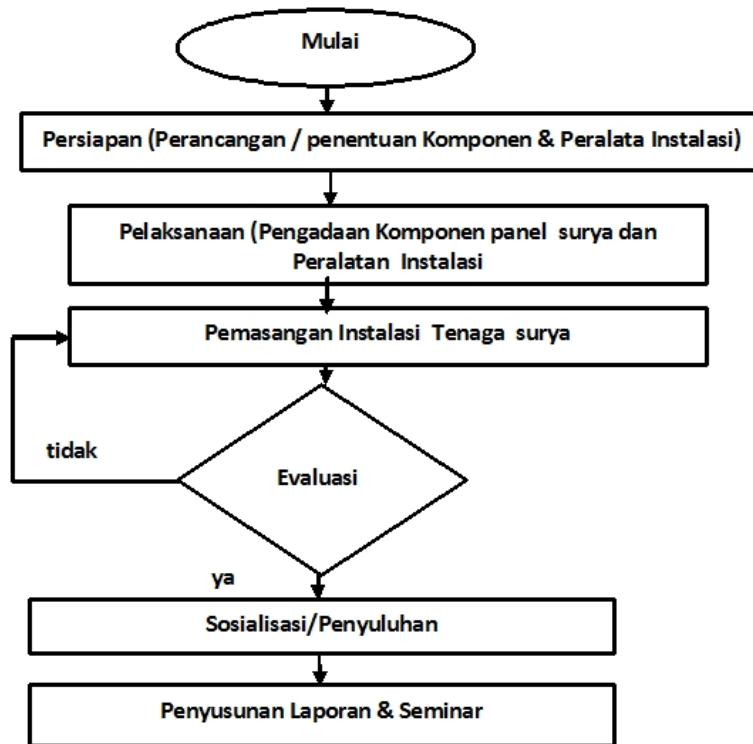 Mulai
Persiapan (Perancangan / penentuan Komponen & Peralata Instalasi)
Pelaksanaan (Pengadaan Komponen panel surya dan
Peralatan Instalasi
Pemasangan Instalasi Tenaga surya
tidak
Evaluasi
ya
Sosialisasi/Penyuluhan
Penyusunan Laporan & Seminar